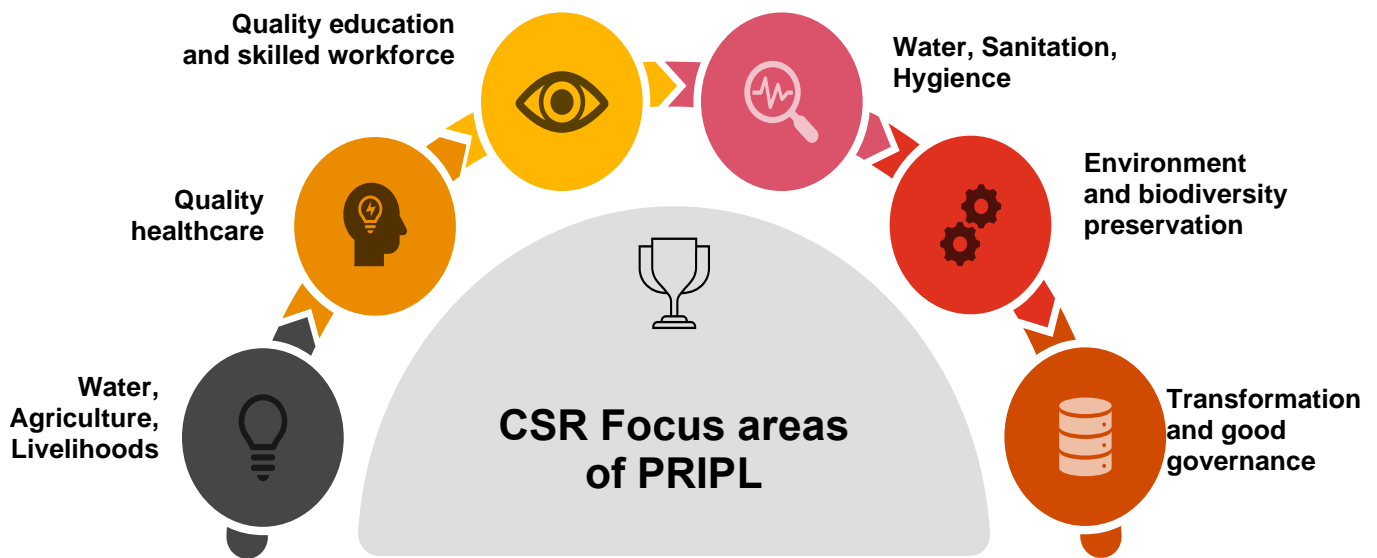 Quality education
and skilled workforce
Water, Sanitation,
Hygience
Quality
healthcare
Environment
and biodiversity
preservation
Water,
Agriculture,
Livelihoods
CSR Focus areas
of PRIPL
Transformation
and good
governance